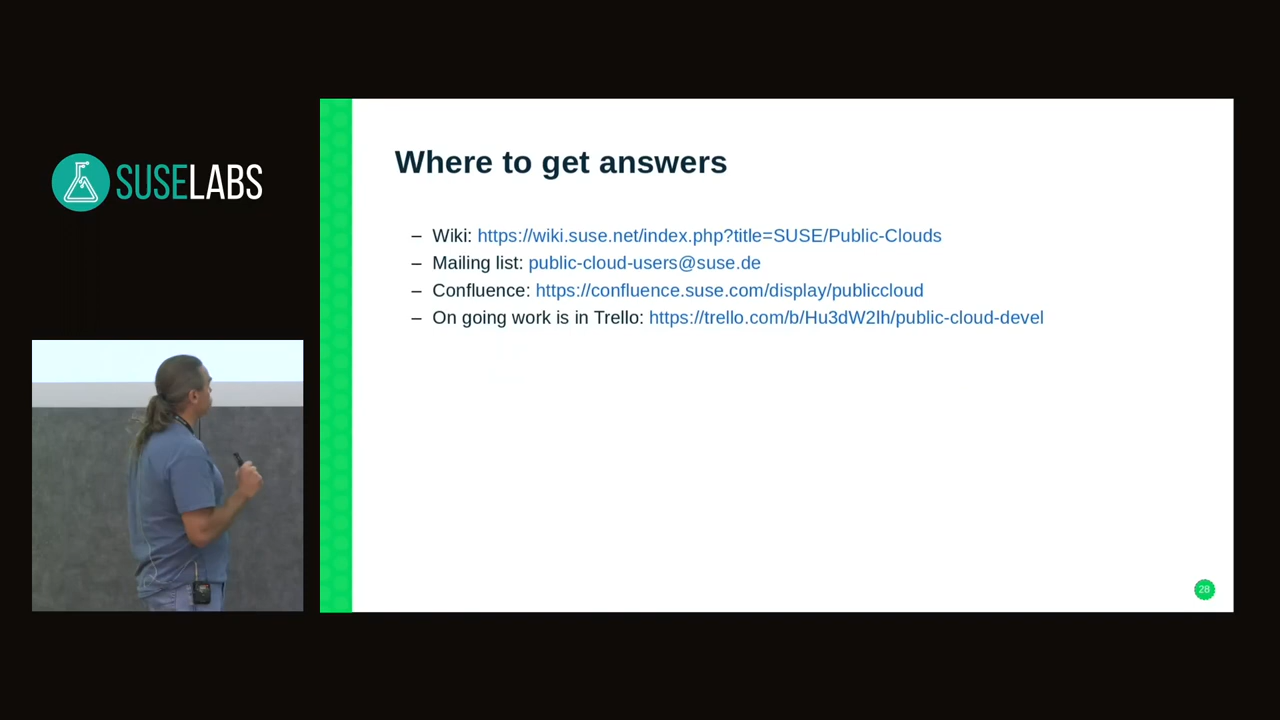 SUSELABS
Where to get answers
– Wiki: https://wiki.suse.net/index.php?title=SUSE/Public-Clouds
– Mailing list: public-cloud-users@suse.de
– Confluence: https://confluence.suse.com/display/publiccloud
– On going work is in Trello: https://trello.com/b/Hu3dW2lh/public-cloud-devel
28